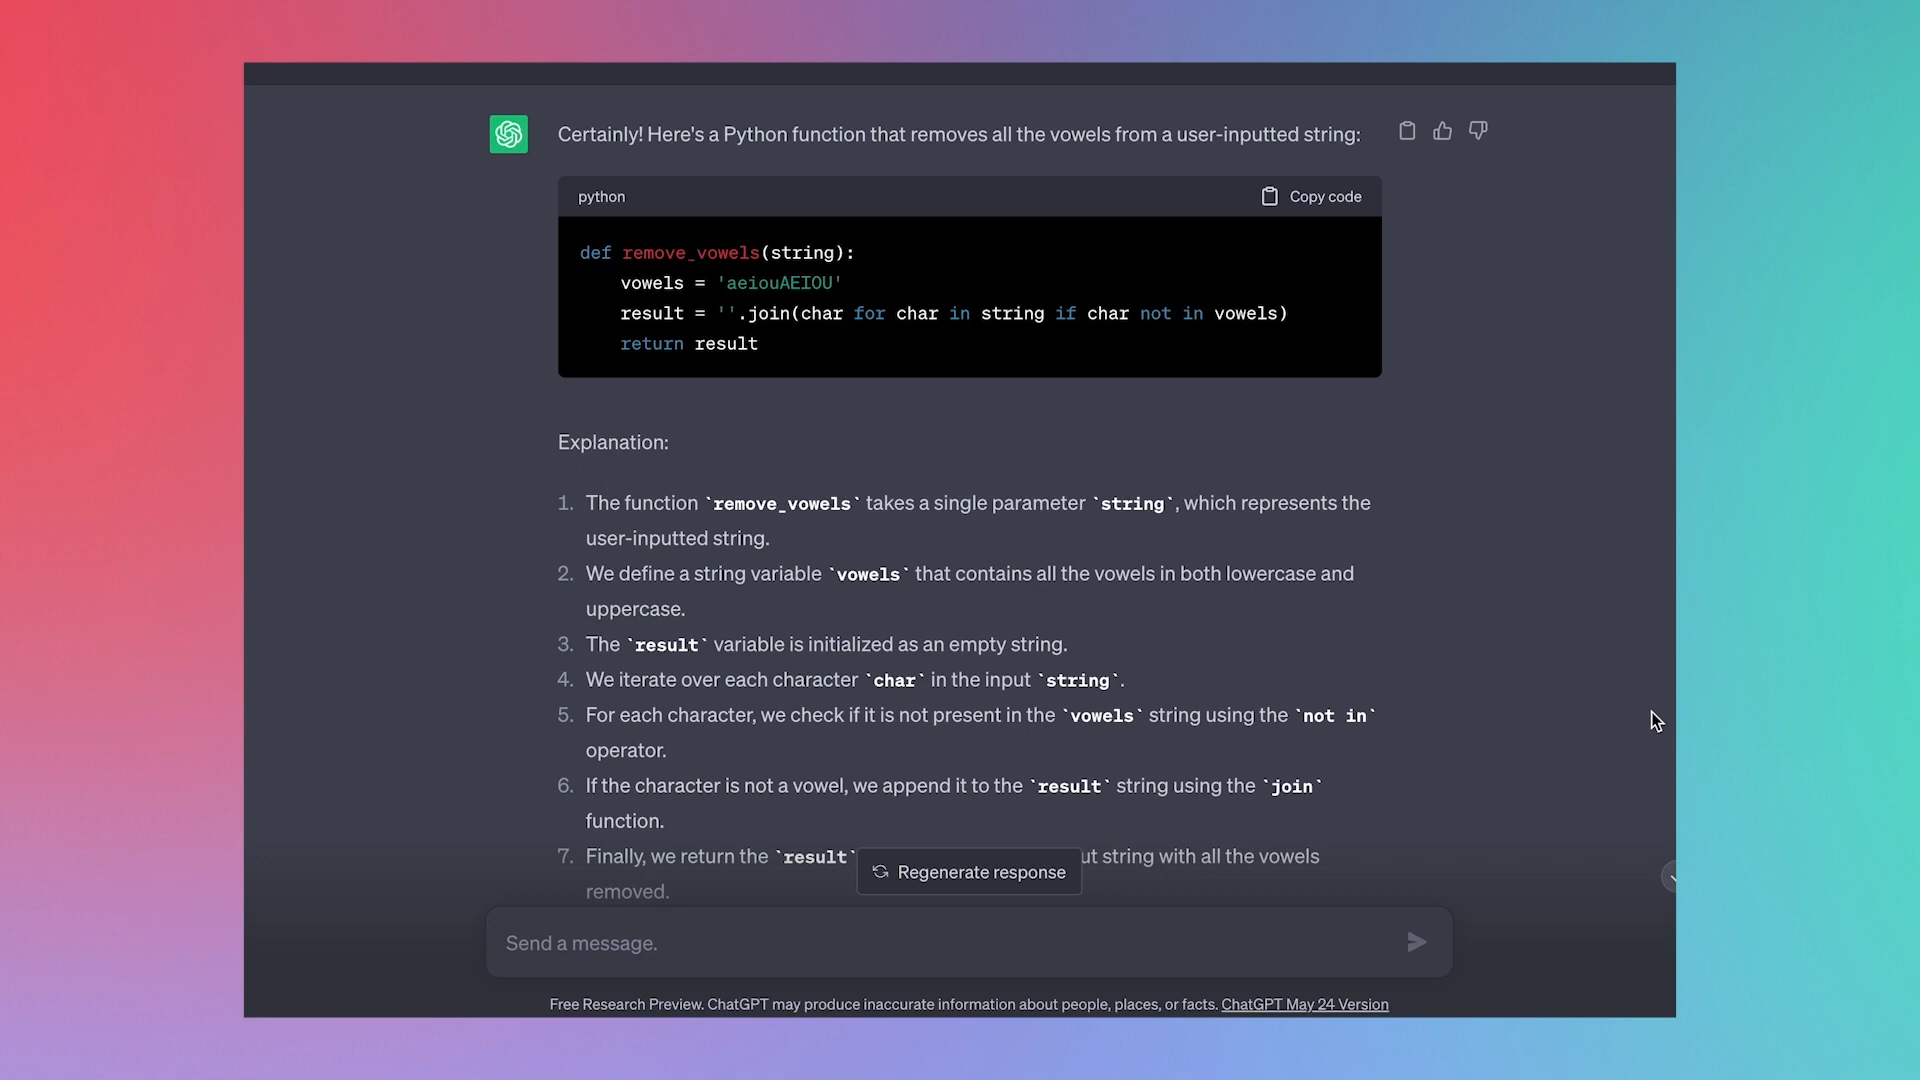 Certainly! Here's a Python function that removes all the vowels from a user-inputted string:
python
Copy code
def remove_vowels(string):
    vowels = 'aeiouAEIOU'
    result = ''.join(char for char in string if char not in vowels)
    return result
Explanation:
1. The function `remove_vowels` takes a single parameter `string`, which represents the
user-inputted string.
2. We define a string variable `vowels` that contains all the vowels in both lowercase and
uppercase.
3. The `result` variable is initialized as an empty string.
4. We iterate over each character `char` in the input `string`.
5. For each character, we check if it is not present in the `vowels` string using the `not in`
operator.
6. If the character is not a vowel, we append it to the `result` string using the `join`
function.
7. Finally, we return the `result` string with all the vowels
removed.
Regenerate response
Send a message.
Free Research Preview. ChatGPT may produce inaccurate information about people, places, or facts. ChatGPT May 24 Version